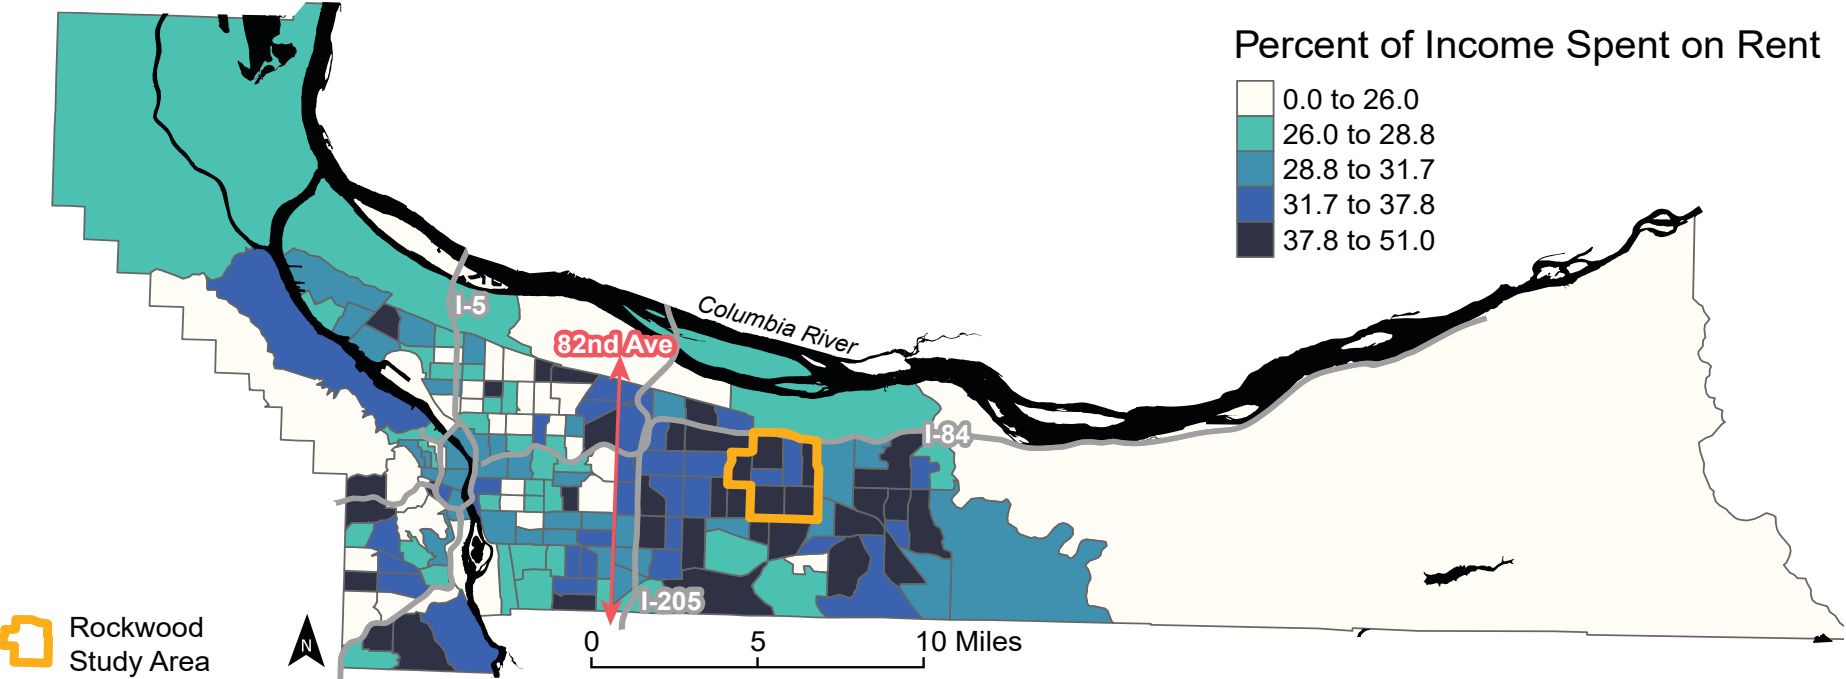 Percent of Income Spent on Rent
0.0 to 26.0
26.0 to 28.8
28.8 to 31.7
31.7 to 37.8
37.8 to 51.0
Columbia River
I-5
82nd Ave
I-84
I-205
Rockwood
Study Area
N
0 5 10 Miles